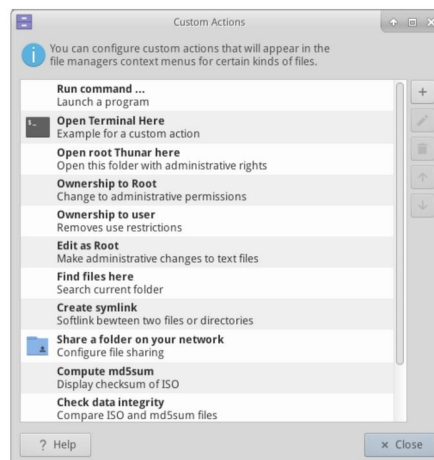 Custom Actions
You can configure custom actions that will appear in the
file managers context menus for certain kinds of files.
Run command ...
Launch a program
Open Terminal Here
Example for a custom action
Open root Thunar here
Open this folder with administrative rights
Ownership to Root
Change to administrative permissions
Ownership to user
Removes use restrictions
Edit as Root
Make administrative changes to text files
Find files here
Search current folder
Create symlink
Softlink bewteen two files or directories
Share a folder on your network
Configure file sharing
Compute md5sum
Display checksum of ISO
Check data integrity
Compare ISO and md5sum files
? Help
× Close